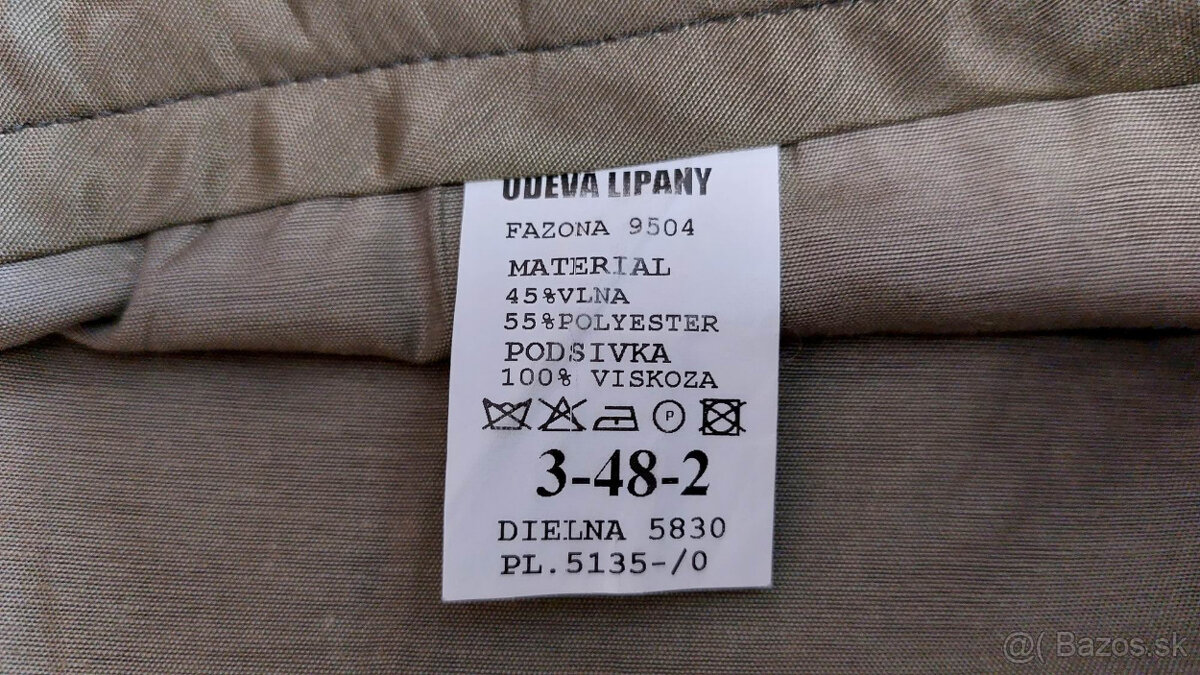 ODEVA LIPANY
FAZONA 9504
MATERIAL
45%VLNA
55%POLYESTER
PODSIVKA
100% VISKOZA
P
3-48-2
DIELNA 5830
PL.5135-/0
@( Bazos.sk